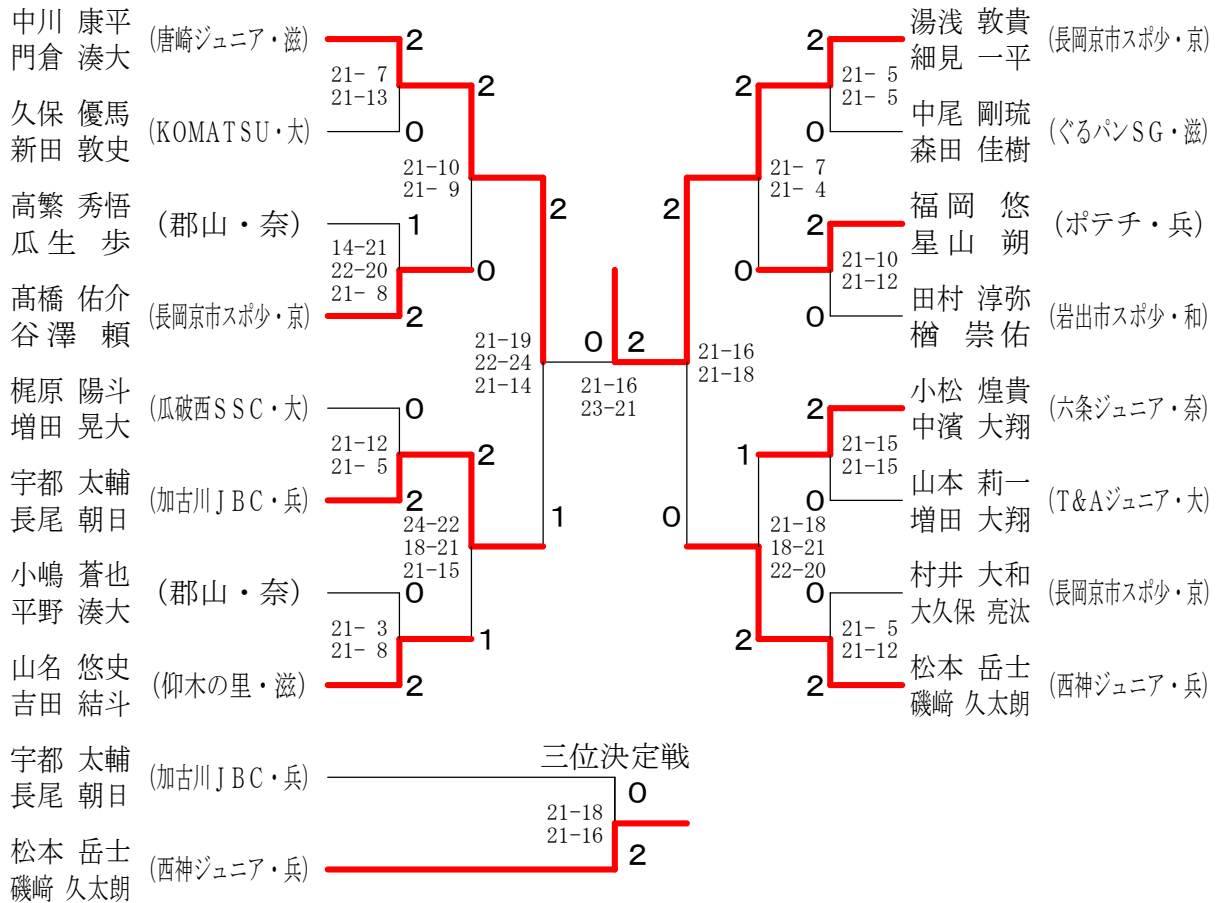 中川 康平
門倉 湊大
(唐崎ジュニア・滋)
2
21- 7
21-13
久保 優馬
新田 敦史
(KOMATSU・大)
0
2
21-10
21- 9
高繁 秀悟
瓜生 歩
(郡山・奈)
1
14-21
22-20
21- 8
髙橋 佑介
谷澤 頼
(長岡京市スポ少・京)
2
0
2
21-19
22-24
21-14
梶原 陽斗
増田 晃大
(瓜破西SSC・大)
0
21-12
21- 5
宇都 太輔
長尾 朝日
(加古川JBC・兵)
2
2
24-22
18-21
21-15
小嶋 蒼也
平野 湊大
(郡山・奈)
0
21- 3
21- 8
山名 悠史
吉田 結斗
(仰木の里・滋)
2
1
1
0
2
21-16
23-21
湯浅 敦貴
細見 一平
(長岡京市スポ少・京)
2
21- 5
21- 5
中尾 剛琉
森田 佳樹
(ぐるパンSG・滋)
0
2
21- 7
21- 4
福岡 悠
星山 朔
(ポテチ・兵)
2
21-10
21-12
田村 淳弥
楢 崇佑
(岩出市スポ少・和)
0
0
2
21-16
21-18
小松 煌貴
中濱 大翔
(六条ジュニア・奈)
2
21-15
21-15
山本 莉一
増田 大翔
(T&Aジュニア・大)
0
1
21-18
18-21
22-20
村井 大和
大久保 亮汰
(長岡京市スポ少・京)
0
21- 5
21-12
松本 岳士
磯﨑 久太朗
(西神ジュニア・兵)
2
2
0
三位決定戦
宇都 太輔
長尾 朝日
(加古川JBC・兵)
0
21-18
21-16
松本 岳士
磯﨑 久太朗
(西神ジュニア・兵)
2